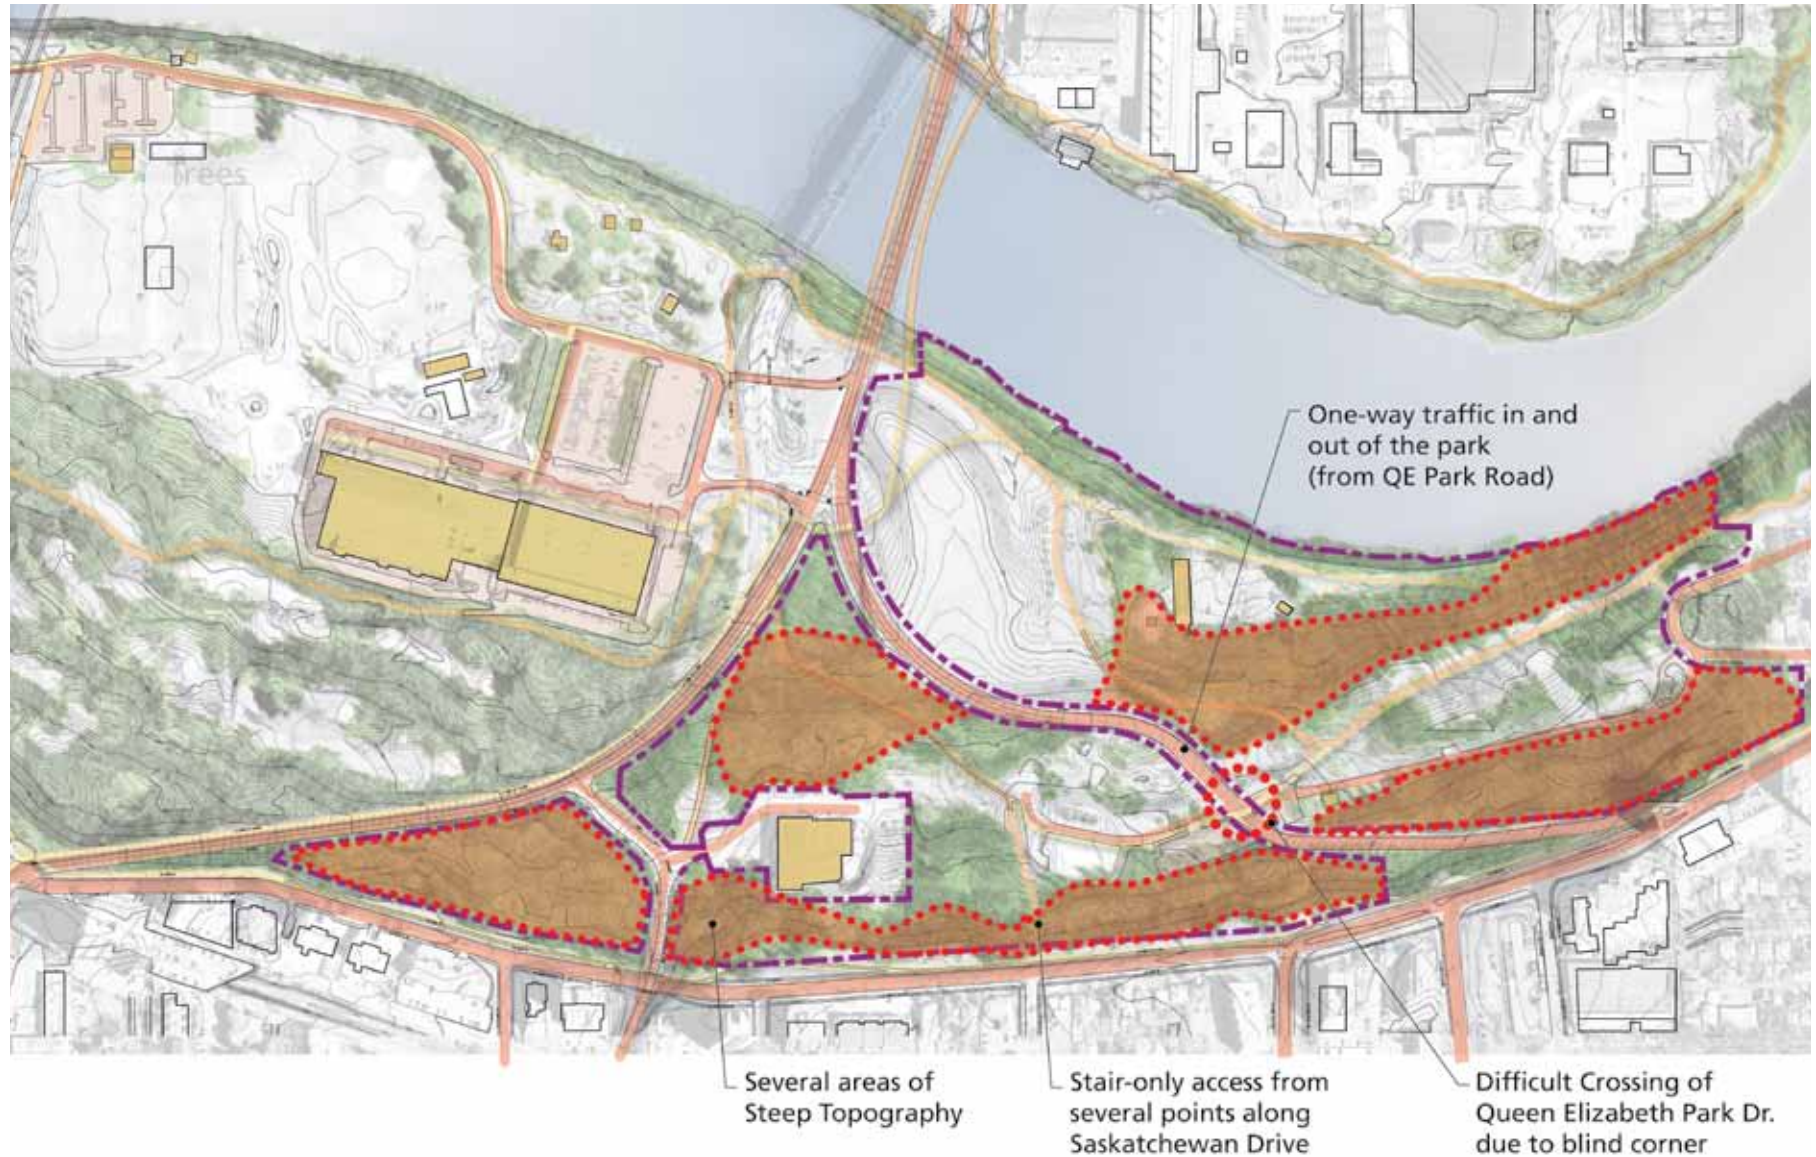 Trees
One-way traffic in and
out of the park
(from QE Park Road)
Several areas of
Steep Topography
Stair-only access from
several points along
Saskatchewan Drive
Difficult Crossing of
Queen Elizabeth Park Dr.
due to blind corner